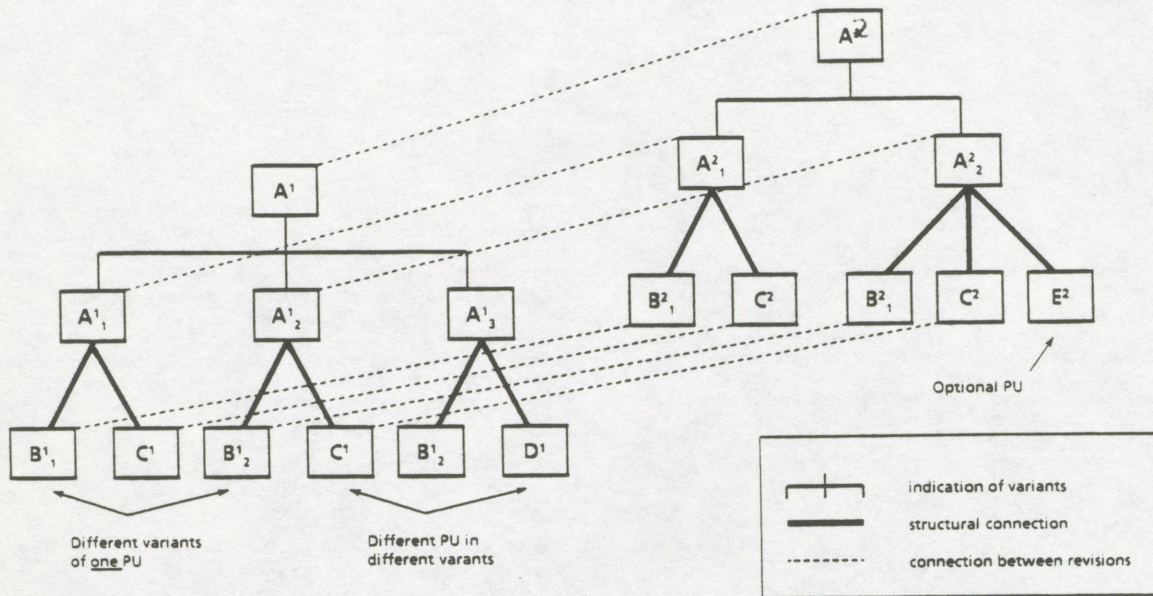 A²
A²₁ A²₂
A¹
B²₁ C² B²₁ C² E²
A¹₁ A¹₂ A¹₃
Optional PU
B¹₁ C¹ B¹₂ C¹ B¹₂ D¹
Different variants
of one PU
Different PU in
different variants
indication of variants
structural connection
connection between revisions